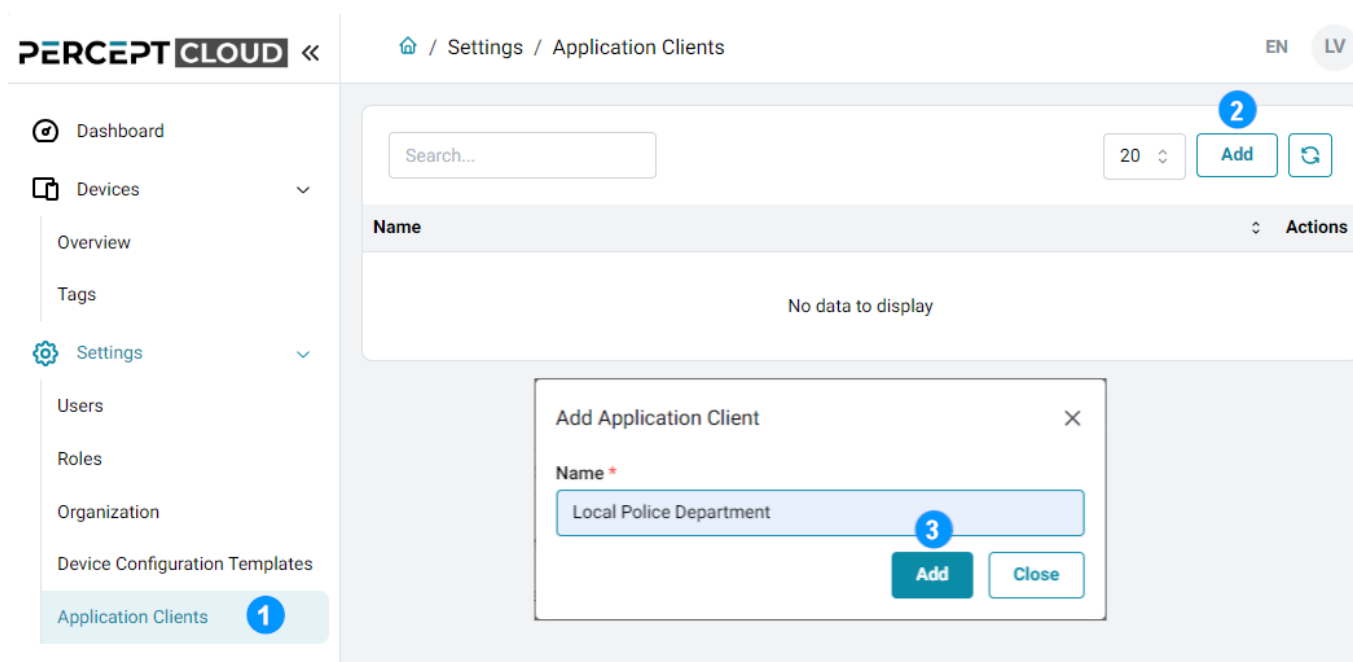 PERCEPT CLOUD «
/ Settings / Application Clients
EN LV
Dashboard
Devices
Overview
Tags
Settings
Users
Roles
Organization
Device Configuration Templates
Application Clients 1
2
Search...
20
Add
Name
Actions
No data to display
Add Application Client
Name *
Local Police Department
3
Add
Close